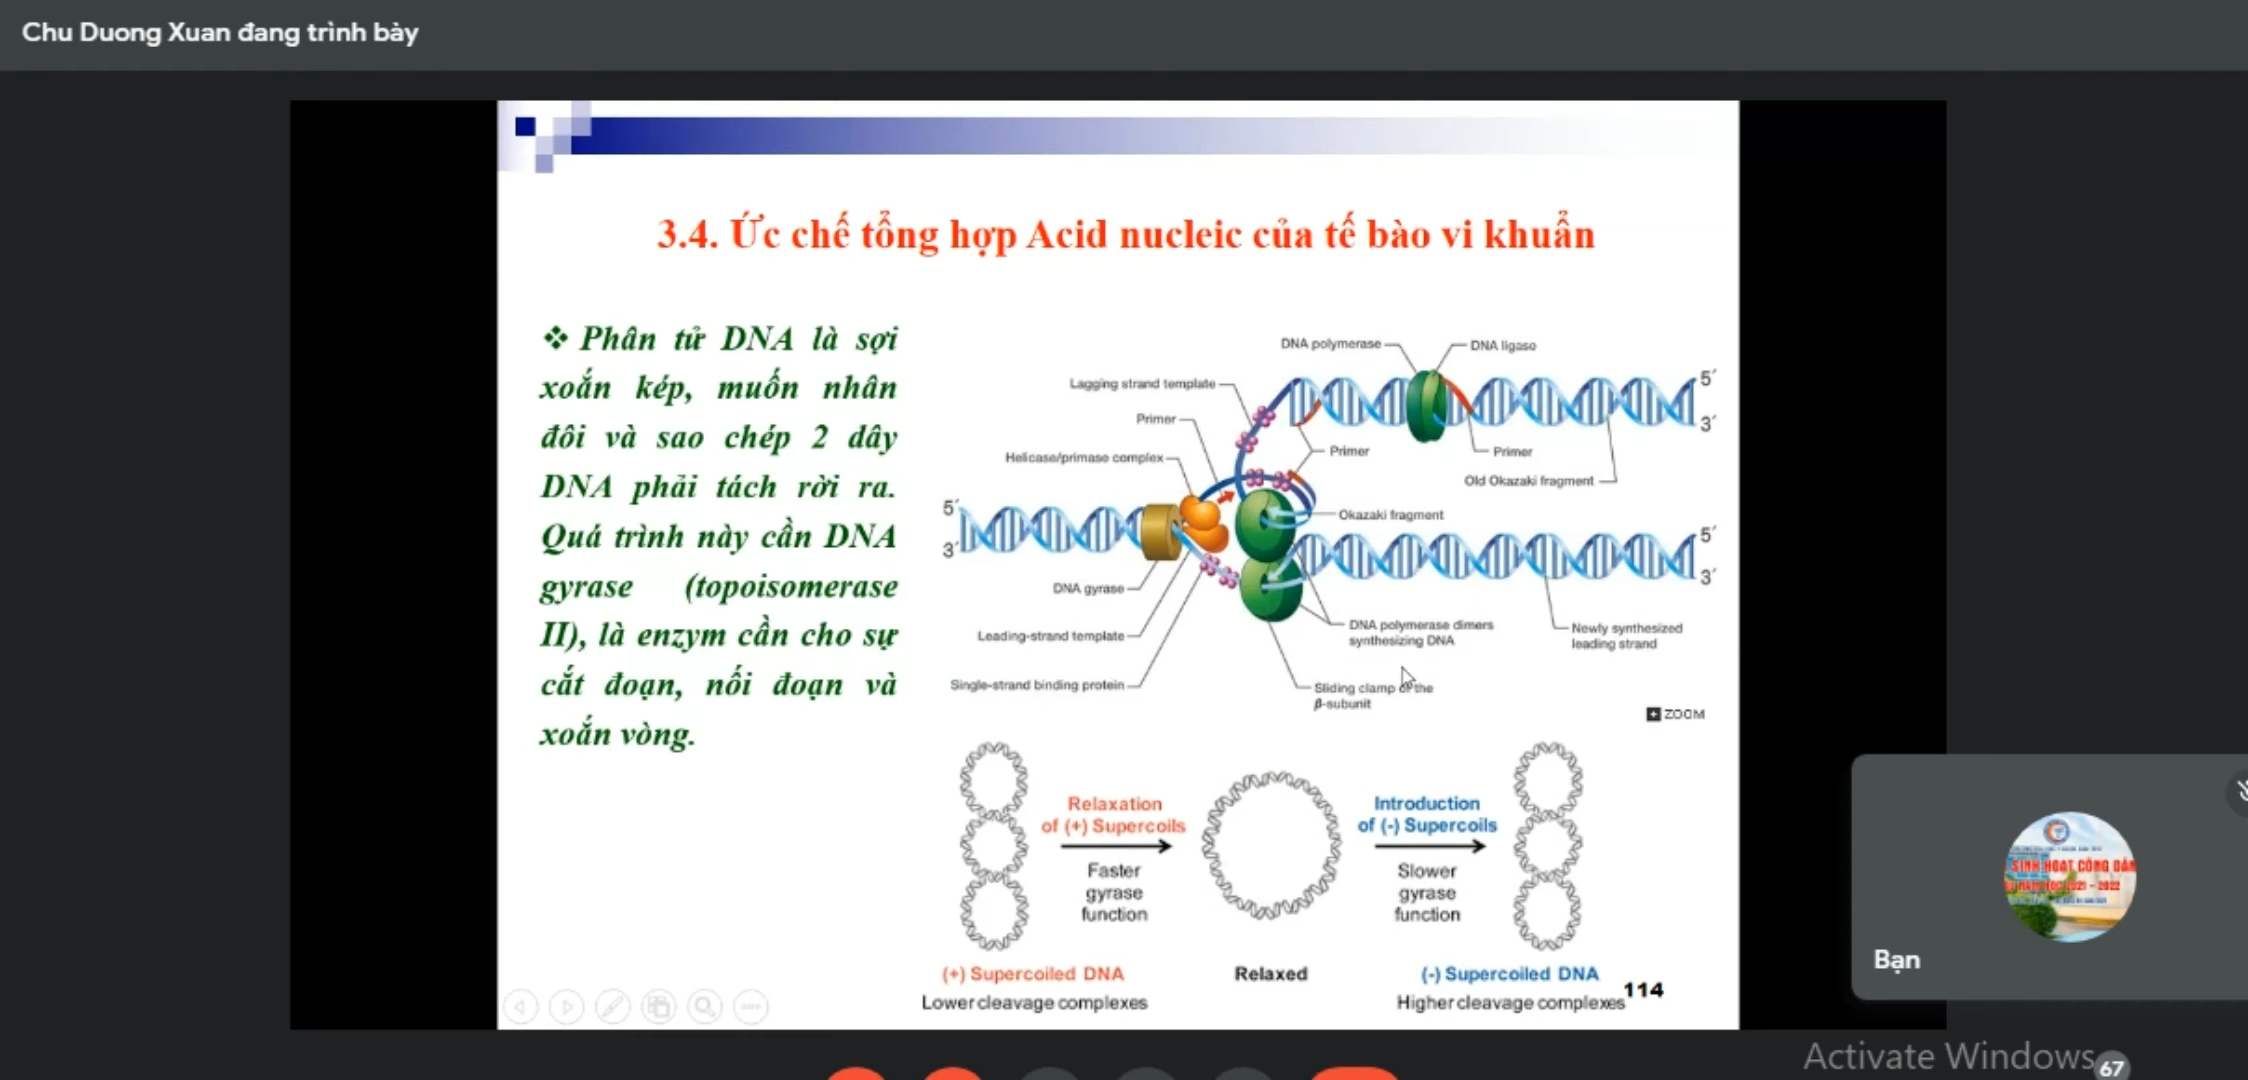 Chu Duong Xuan đang trình bày
3.4. Ức chế tổng hợp Acid nucleic của tế bào vi khuẩn
❖ Phân tử DNA là sợi
xoắn kép, muốn nhân
đôi và sao chép 2 dây
DNA phải tách rời ra.
Quá trình này cần DNA
gyrase (topoisomerase
II), là enzym cần cho sự
cắt đoạn, nối đoạn và
xoắn vòng.
DNA polymerase
DNA ligase
Lagging strand template
5′
3′
Primer
Primer
Primer
Helicase/primase complex
Old Okazaki fragment
5′
3′
Okazaki fragment
5′
3′
DNA gyrase
Leading-strand template
DNA polymerase dimers
synthesizing DNA
Newly synthesized
leading strand
Single-strand binding protein
Sliding clamp of the
β-subunit
+ ZOOM
Relaxation
of (+) Supercoils
Faster
gyrase
function
Introduction
of (-) Supercoils
Slower
gyrase
function
(+) Supercoiled DNA
Lower cleavage complexes
Relaxed
(-) Supercoiled DNA
Higher cleavage complexes
114
SINH HOẠT CÔNG DÂN
2021 - 2022
Bạn
Activate Windows
67